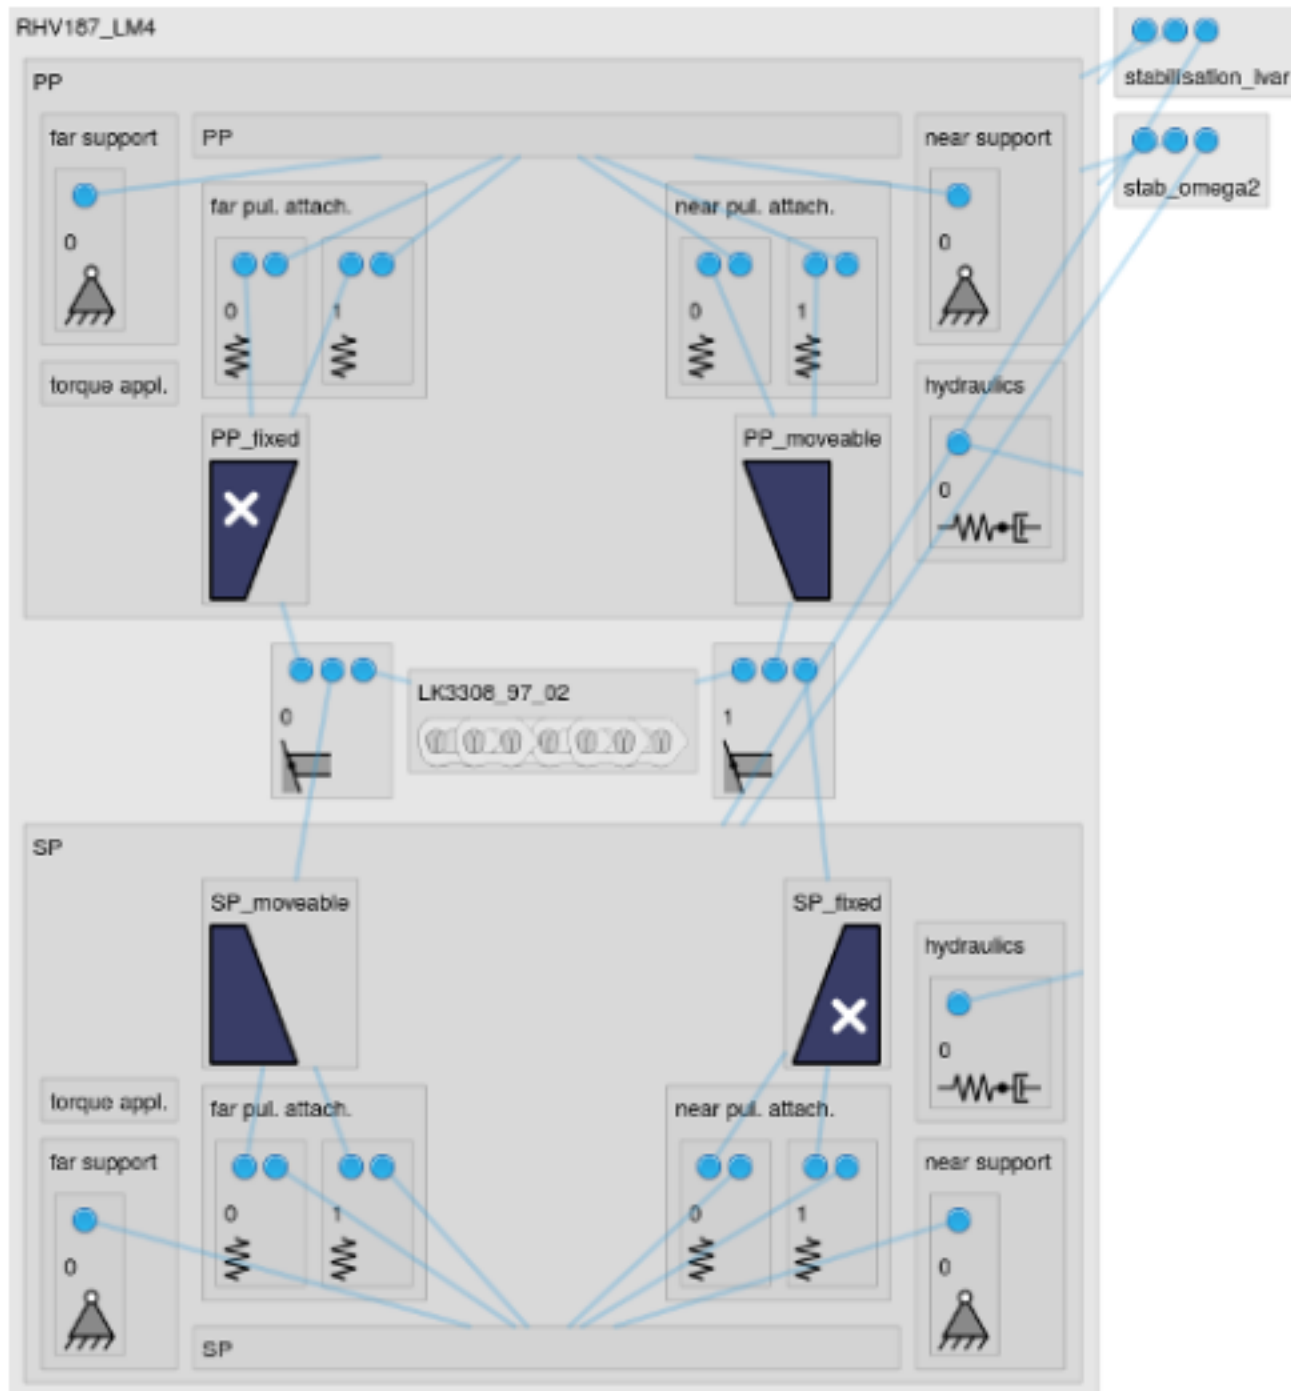 RHV187_LM4
stabilisation_ivar
PP
far support
PP
near support
stab_omega2
far pul. attach.
near pul. attach.
0
0
0
1
0
1
torque appl.
hydraulics
PP_fixed
PP_moveable
0
LK3308_97_02
0
1
SP
SP_moveable
SP_fixed
hydraulics
0
torque appl.
far pul. attach.
near pul. attach.
far support
near support
0
1
0
1
0
0
SP